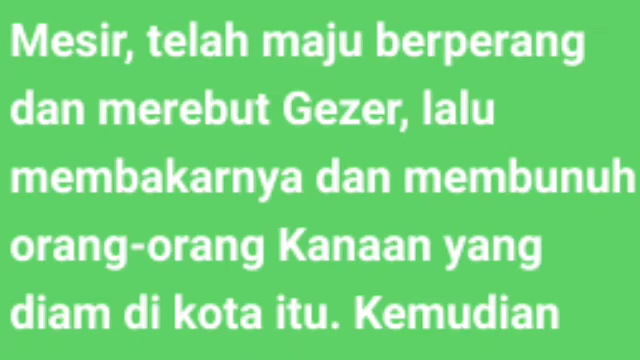 Mesir, telah maju berperang
dan merebut Gezer, lalu
membakarnya dan membunuh
orang-orang Kanaan yang
diam di kota itu. Kemudian